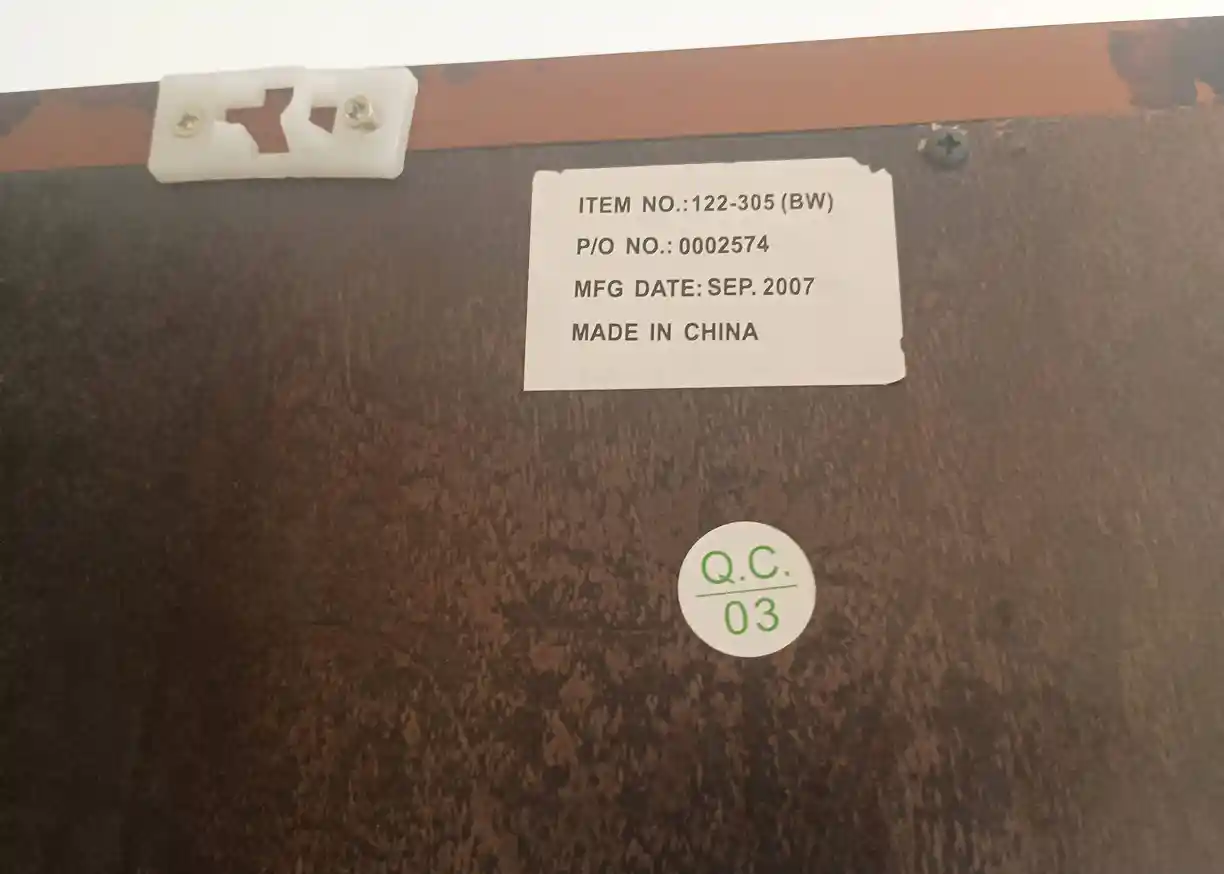 ITEM NO.:122-305 (BW)
P/O NO.: 0002574
MFG DATE: SEP. 2007
MADE IN CHINA
Q.C.
03